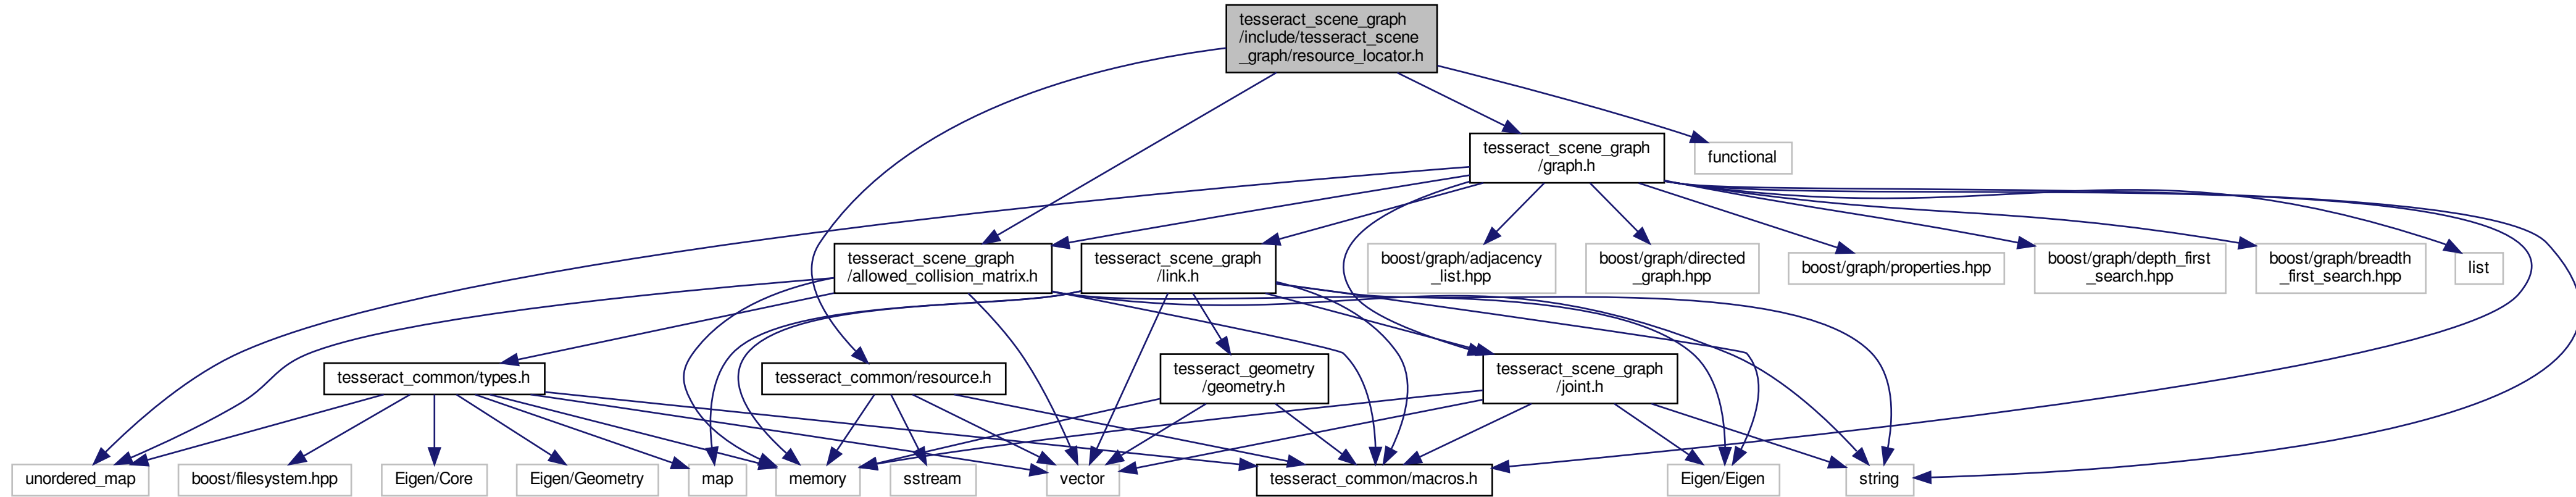 tesseract_scene_graph
/include/tesseract_scene
_graph/resource_locator.h
tesseract_scene_graph
/graph.h
functional
tesseract_scene_graph
/allowed_collision_matrix.h
tesseract_scene_graph
/link.h
boost/graph/adjacency
_list.hpp
boost/graph/directed
_graph.hpp
boost/graph/properties.hpp
boost/graph/depth_first
_search.hpp
boost/graph/breadth
_first_search.hpp
list
tesseract_common/types.h
tesseract_common/resource.h
tesseract_geometry
/geometry.h
tesseract_scene_graph
/joint.h
unordered_map
boost/filesystem.hpp
Eigen/Core
Eigen/Geometry
map
memory
sstream
vector
tesseract_common/macros.h
Eigen/Eigen
string